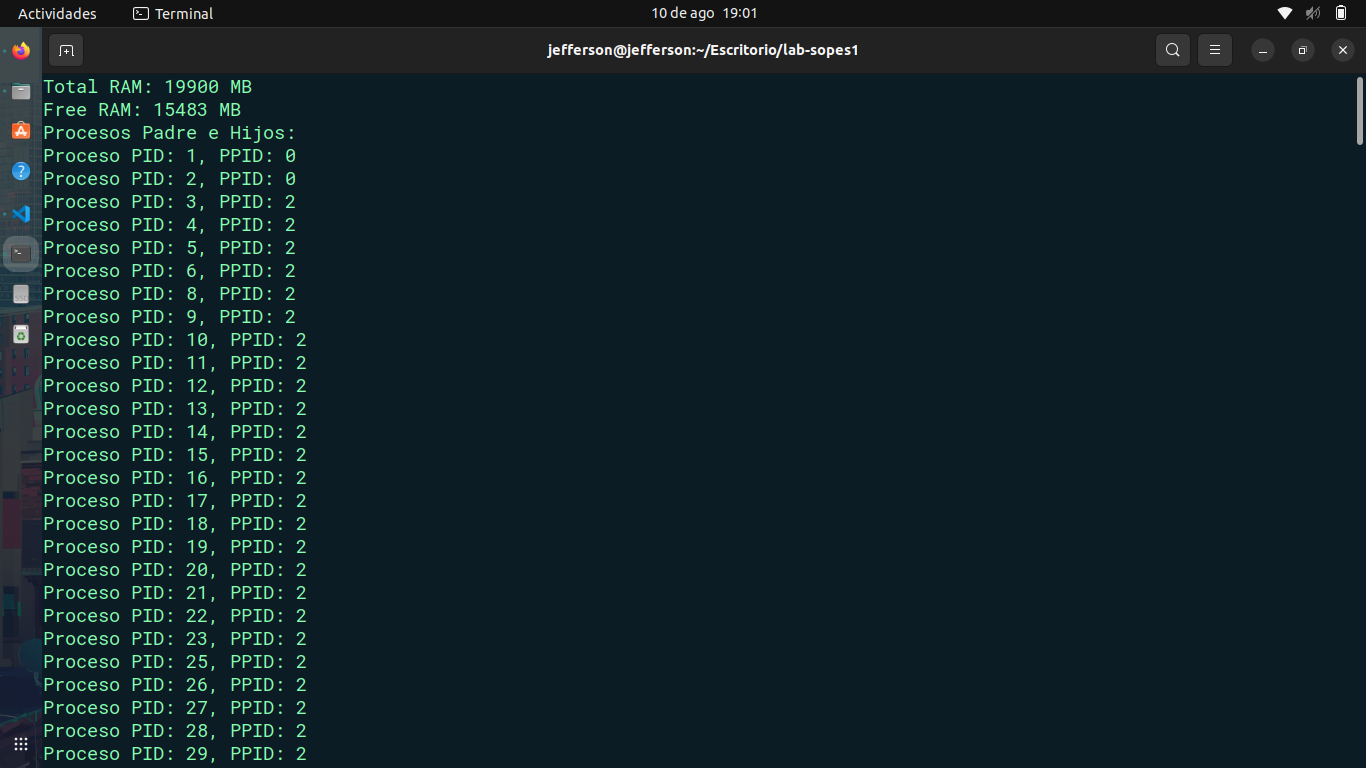 Actividades Terminal 10 de ago 19:01
jefferson@jefferson:~/Escritorio/lab-sopes1
Total RAM: 19900 MB
Free RAM: 15483 MB
Procesos Padre e Hijos:
Proceso PID: 1, PPID: 0
Proceso PID: 2, PPID: 0
Proceso PID: 3, PPID: 2
Proceso PID: 4, PPID: 2
Proceso PID: 5, PPID: 2
Proceso PID: 6, PPID: 2
Proceso PID: 8, PPID: 2
Proceso PID: 9, PPID: 2
Proceso PID: 10, PPID: 2
Proceso PID: 11, PPID: 2
Proceso PID: 12, PPID: 2
Proceso PID: 13, PPID: 2
Proceso PID: 14, PPID: 2
Proceso PID: 15, PPID: 2
Proceso PID: 16, PPID: 2
Proceso PID: 17, PPID: 2
Proceso PID: 18, PPID: 2
Proceso PID: 19, PPID: 2
Proceso PID: 20, PPID: 2
Proceso PID: 21, PPID: 2
Proceso PID: 22, PPID: 2
Proceso PID: 23, PPID: 2
Proceso PID: 25, PPID: 2
Proceso PID: 26, PPID: 2
Proceso PID: 27, PPID: 2
Proceso PID: 28, PPID: 2
Proceso PID: 29, PPID: 2